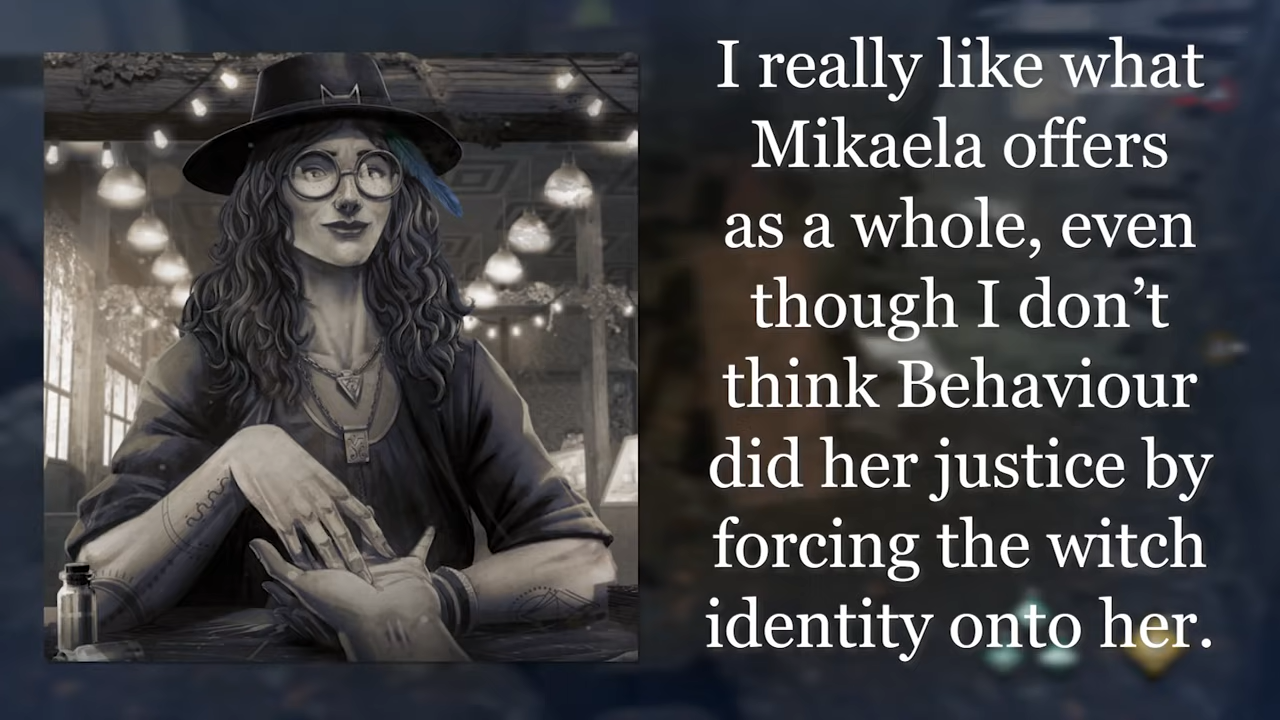 I really like what
Mikaela offers
as a whole, even
though I don’t
think Behaviour
did her justice by
forcing the witch
identity onto her.